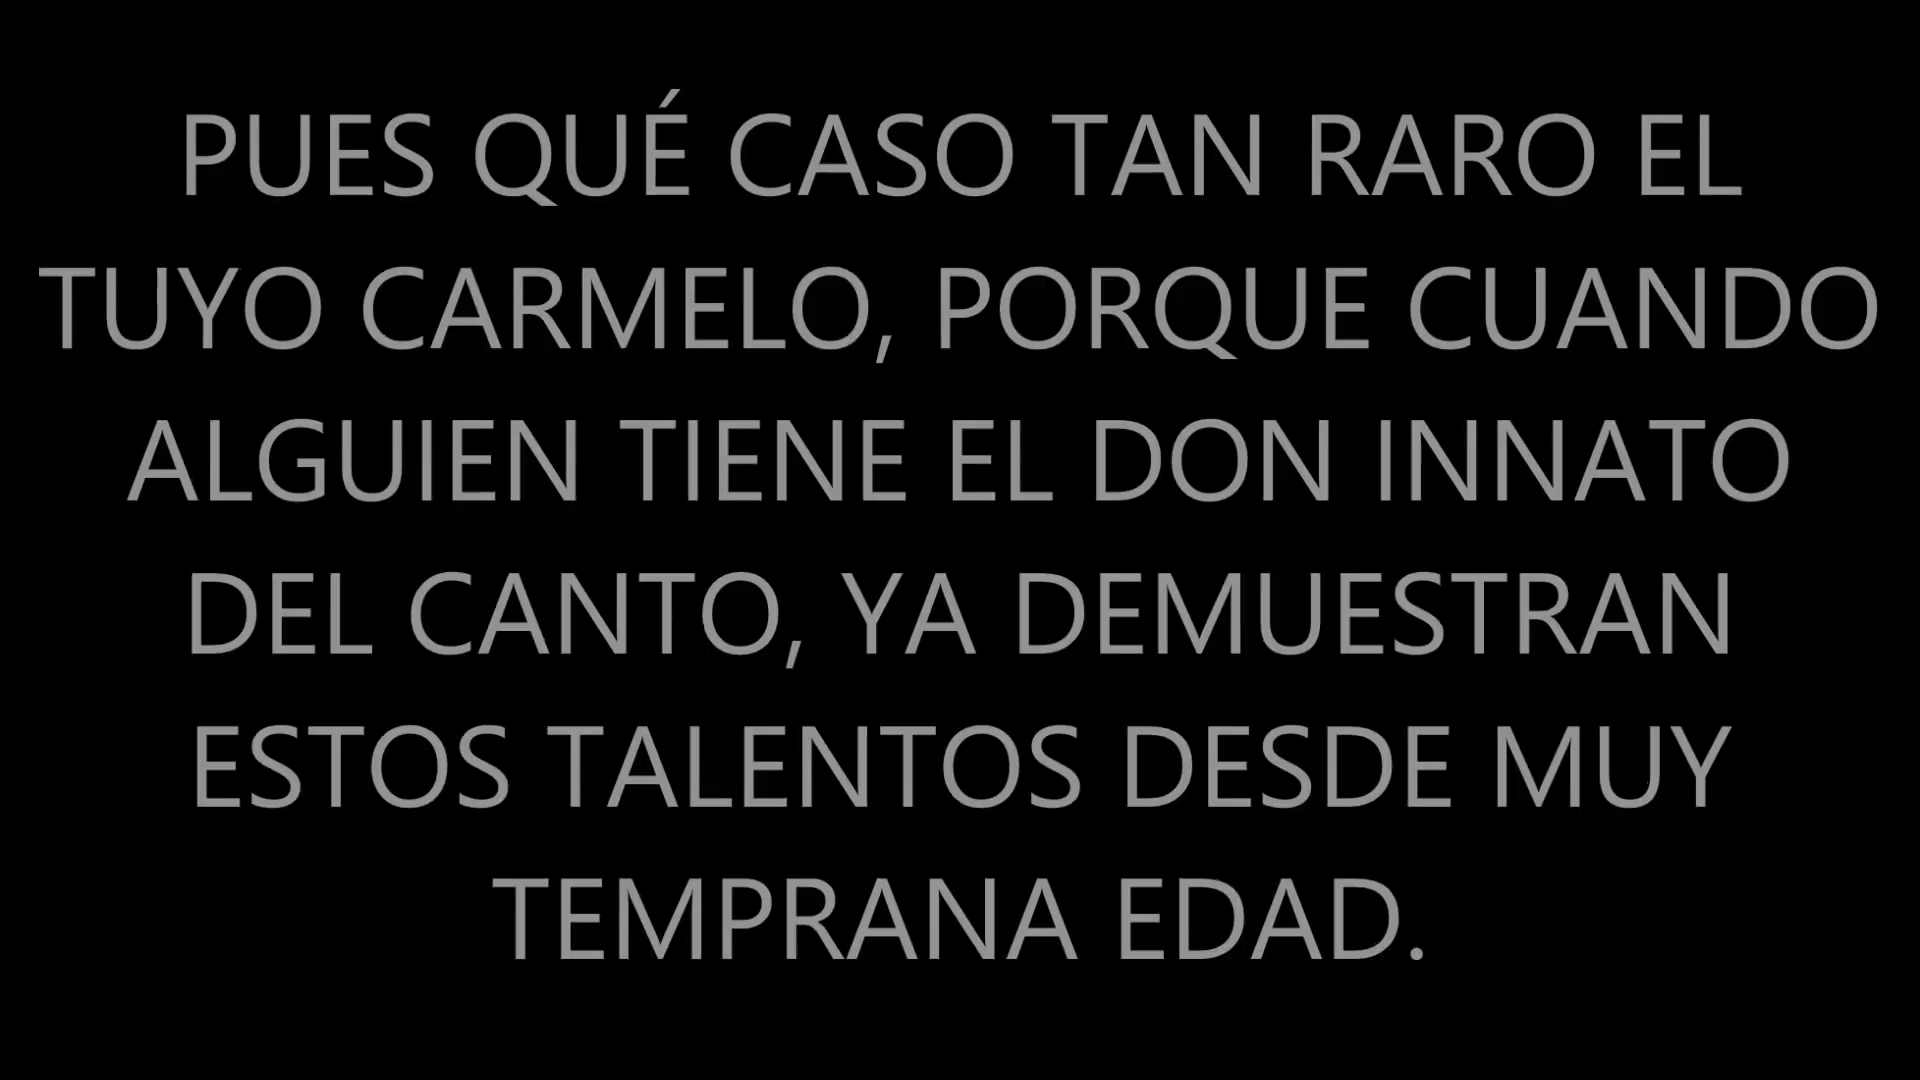 PUES QUÉ CASO TAN RARO EL
TUYO CARMELO, PORQUE CUANDO
ALGUIEN TIENE EL DON INNATO
DEL CANTO, YA DEMUESTRAN
ESTOS TALENTOS DESDE MUY
TEMPRANA EDAD.